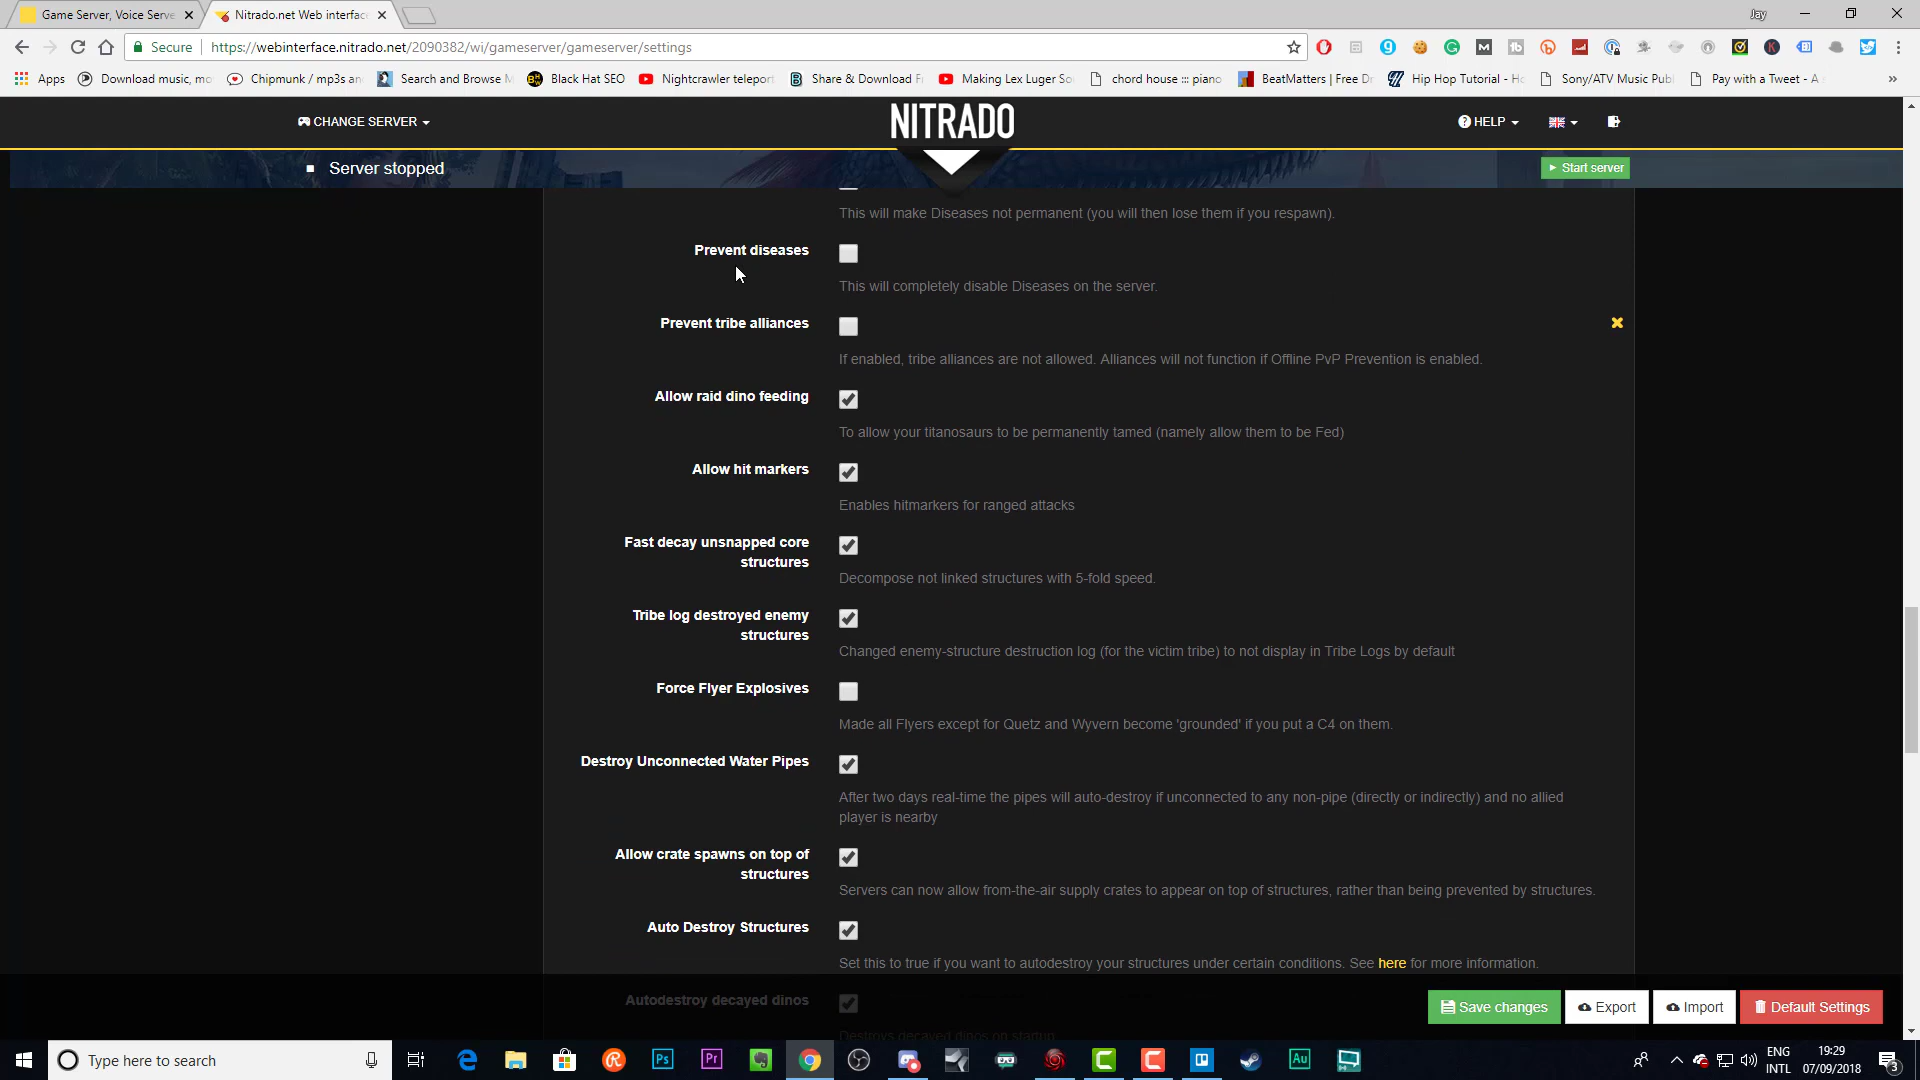 Game Server, Voice Serve
Nitrado.net Web interface
Jay
Secure
https://webinterface.nitrado.net/2090382/wi/gameserver/gameserver/settings
Apps
Download music, mo
Chipmunk / mp3s and
Search and Browse M
Black Hat SEO
Nightcrawler teleport
Share & Download F
Making Lex Luger So
chord house ::: piano
BeatMatters | Free Dr
Hip Hop Tutorial - Ho
Sony/ATV Music Publ
Pay with a Tweet - A s
CHANGE SERVER
NITRADO
HELP
Server stopped
Start server
This will make Diseases not permanent (you will then lose them if you respawn).
Prevent diseases
This will completely disable Diseases on the server.
Prevent tribe alliances
If enabled, tribe alliances are not allowed. Alliances will not function if Offline PvP Prevention is enabled.
Allow raid dino feeding
To allow your titanosaurs to be permanently tamed (namely allow them to be Fed)
Allow hit markers
Enables hitmarkers for ranged attacks
Fast decay unsnapped core
structures
Decompose not linked structures with 5-fold speed.
Tribe log destroyed enemy
structures
Changed enemy-structure destruction log (for the victim tribe) to not display in Tribe Logs by default
Force Flyer Explosives
Made all Flyers except for Quetz and Wyvern become 'grounded' if you put a C4 on them.
Destroy Unconnected Water Pipes
After two days real-time the pipes will auto-destroy if unconnected to any non-pipe (directly or indirectly) and no allied
player is nearby
Allow crate spawns on top of
structures
Servers can now allow from-the-air supply crates to appear on top of structures, rather than being prevented by structures.
Auto Destroy Structures
Set this to true if you want to autodestroy your structures under certain conditions. See here for more information.
Autodestroy decayed dinos
Destroys decayed dinos on startup
Save changes
Export
Import
Default Settings
Type here to search
ENG
INTL
19:29
07/09/2018
3